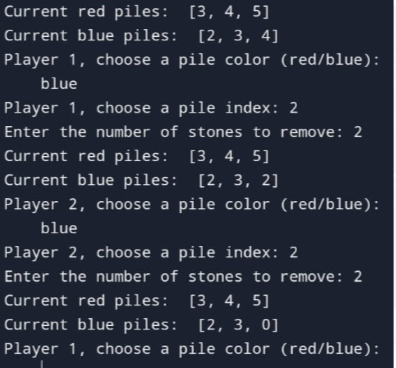 Current red piles:  [3, 4, 5]
Current blue piles:  [2, 3, 4]
Player 1, choose a pile color (red/blue):
    blue
Player 1, choose a pile index: 2
Enter the number of stones to remove: 2
Current red piles:  [3, 4, 5]
Current blue piles:  [2, 3, 2]
Player 2, choose a pile color (red/blue):
    blue
Player 2, choose a pile index: 2
Enter the number of stones to remove: 2
Current red piles:  [3, 4, 5]
Current blue piles:  [2, 3, 0]
Player 1, choose a pile color (red/blue):